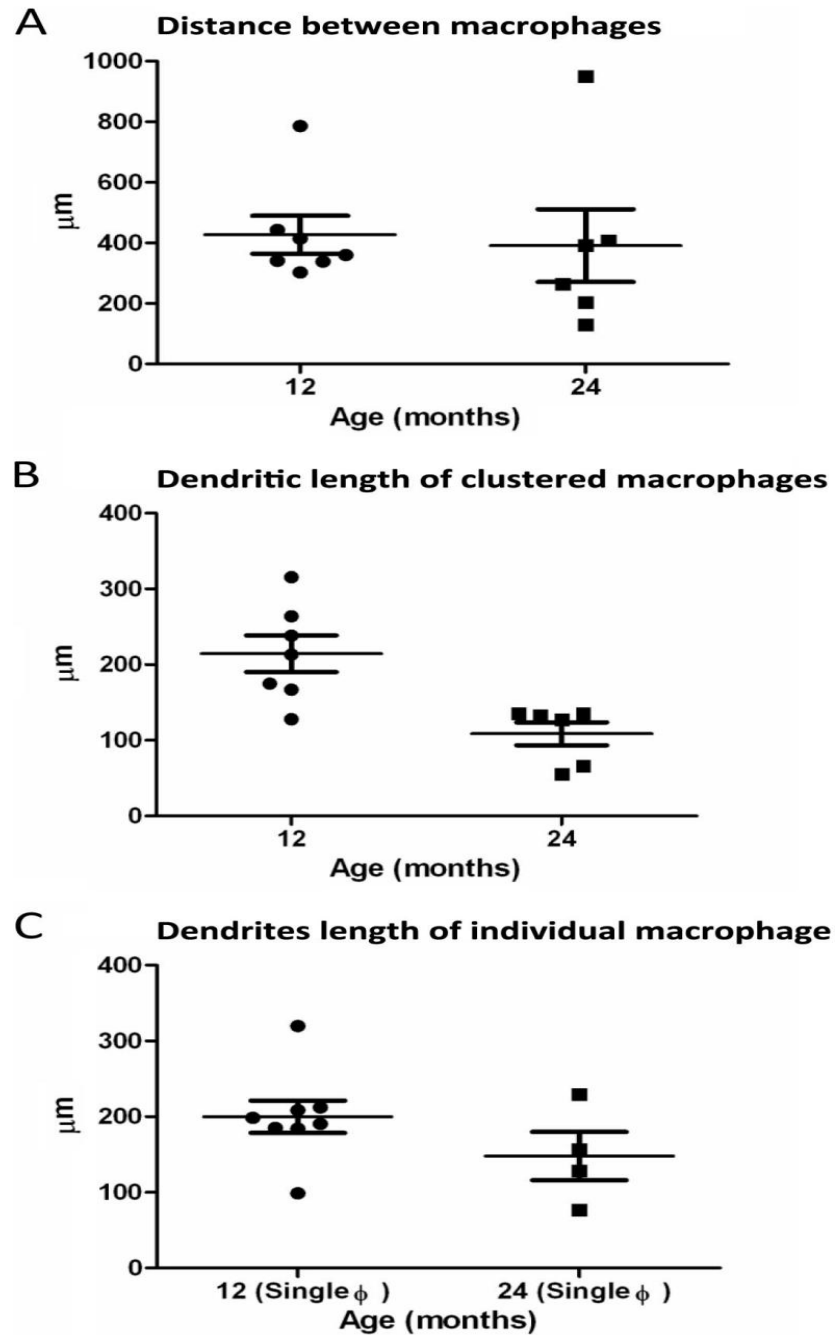 A Distance between macrophages
1000
800
600
400
200
0
μm
12 24
Age (months)
B Dendritic length of clustered macrophages
400
300
200
100
0
μm
12 24
Age (months)
C Dendrites length of individual macrophage
400
300
200
100
0
μm
12 (Single ϕ ) 24 (Single ϕ )
Age (months)